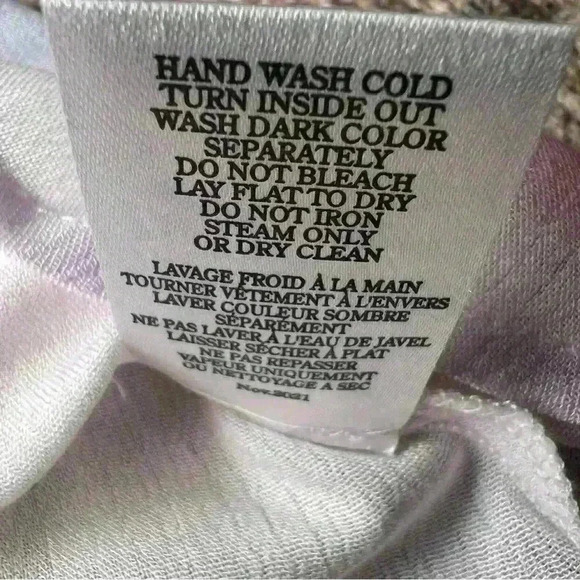 HAND WASH COLD
TURN INSIDE OUT
WASH DARK COLOR
SEPARATELY
DO NOT BLEACH
LAY FLAT TO DRY
DO NOT IRON
STEAM ONLY
OR DRY CLEAN
LAVAGE FROID À LA MAIN
TOURNER VÊTEMENT À L'ENVERS
LAVER COULEUR SOMBRE
SÉPARÉMENT
NE PAS LAVER À L'EAU DE JAVEL
LAISSER SÉCHER À PLAT
NE PAS REPASSER
VAPEUR UNIQUEMENT
OU NETTOYAGE A SEC
Nov.2021